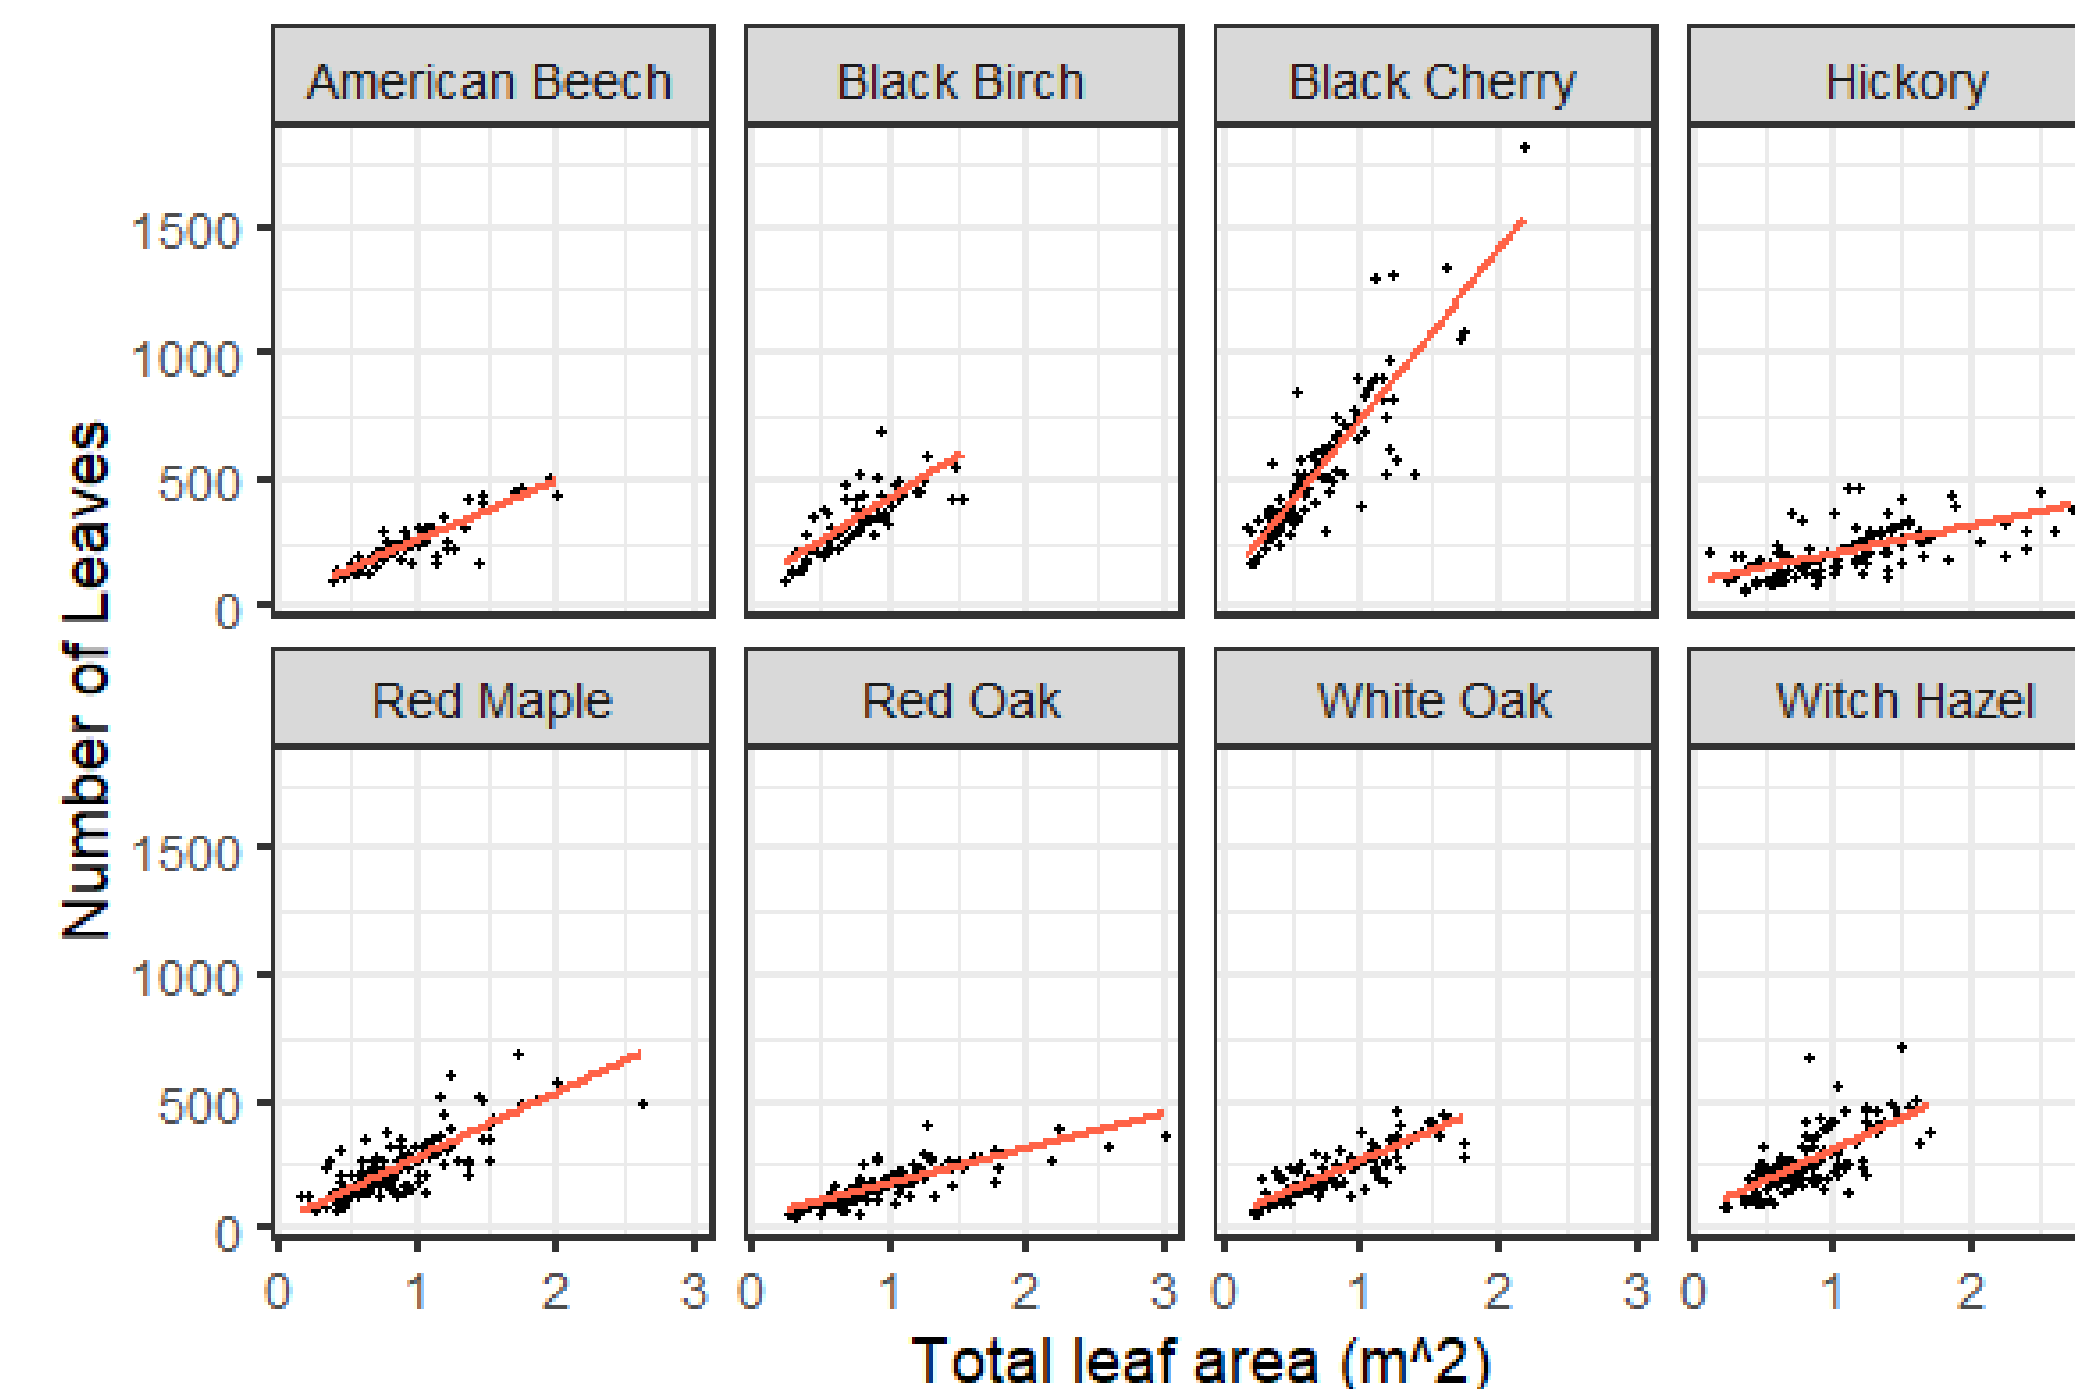 American Beech Black Birch Black Cherry Hickory
1500
1000
500
0
Number of Leaves
Red Maple Red Oak White Oak Witch Hazel
1500
1000
500
0
0 1 2 3 0 1 2 3 0 1 2 3 0 1 2
Total leaf area (m^2)